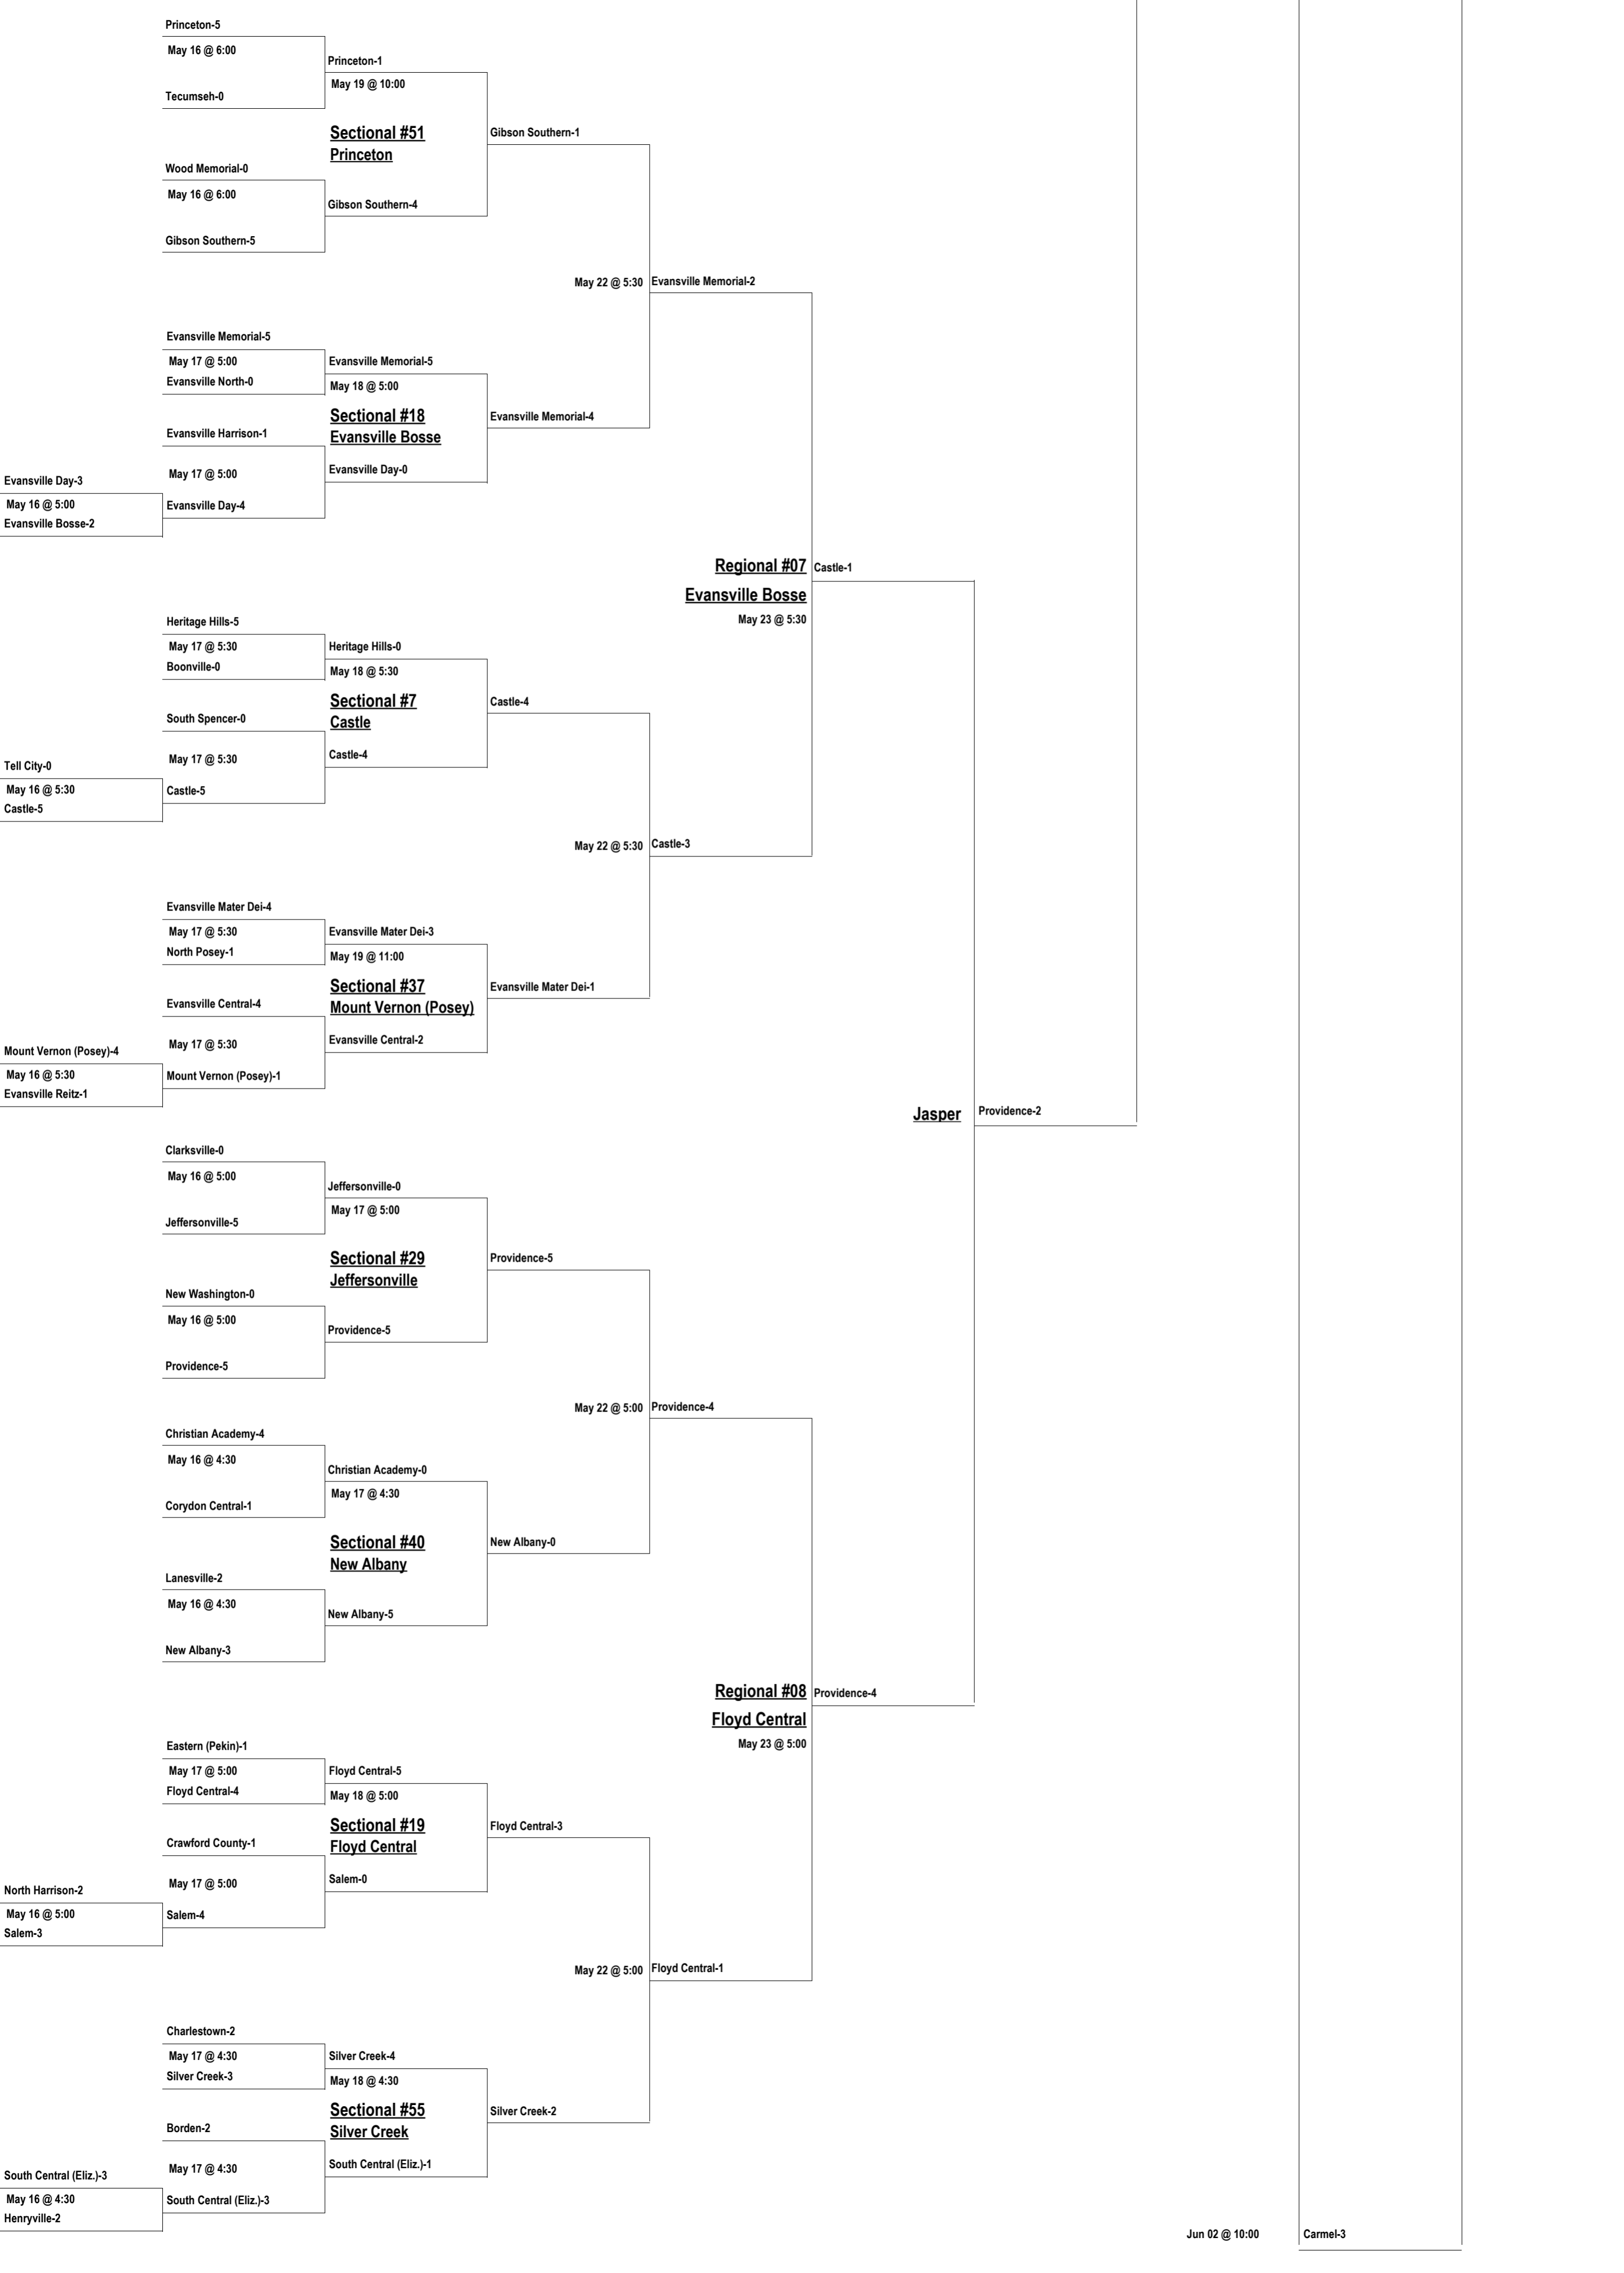 Princeton-5
May 16 @ 6:00
Princeton-1
May 19 @ 10:00
Tecumseh-0
Sectional #51
Princeton
Gibson Southern-1
Wood Memorial-0
May 16 @ 6:00
Gibson Southern-4
Gibson Southern-5
May 22 @ 5:30
Evansville Memorial-2
Evansville Memorial-5
May 17 @ 5:00
Evansville Memorial-5
Evansville North-0
May 18 @ 5:00
Sectional #18
Evansville Bosse
Evansville Memorial-4
Evansville Harrison-1
May 17 @ 5:00
Evansville Day-0
Evansville Day-3
May 16 @ 5:00
Evansville Day-4
Evansville Bosse-2
Regional #07
Evansville Bosse
May 23 @ 5:30
Castle-1
Heritage Hills-5
May 17 @ 5:30
Heritage Hills-0
Boonville-0
May 18 @ 5:30
Sectional #7
Castle
Castle-4
South Spencer-0
May 17 @ 5:30
Castle-4
Tell City-0
May 16 @ 5:30
Castle-5
Castle-5
May 22 @ 5:30
Castle-3
Evansville Mater Dei-4
May 17 @ 5:30
Evansville Mater Dei-3
North Posey-1
May 19 @ 11:00
Sectional #37
Mount Vernon (Posey)
Evansville Mater Dei-1
Evansville Central-4
May 17 @ 5:30
Evansville Central-2
Mount Vernon (Posey)-4
May 16 @ 5:30
Mount Vernon (Posey)-1
Evansville Reitz-1
Jasper
Providence-2
Clarksville-0
May 16 @ 5:00
Jeffersonville-0
May 17 @ 5:00
Jeffersonville-5
Sectional #29
Jeffersonville
Providence-5
New Washington-0
May 16 @ 5:00
Providence-5
Providence-5
May 22 @ 5:00
Providence-4
Christian Academy-4
May 16 @ 4:30
Christian Academy-0
May 17 @ 4:30
Corydon Central-1
Sectional #40
New Albany
New Albany-0
Lanesville-2
May 16 @ 4:30
New Albany-5
New Albany-3
Regional #08
Floyd Central
May 23 @ 5:00
Providence-4
Eastern (Pekin)-1
May 17 @ 5:00
Floyd Central-5
Floyd Central-4
May 18 @ 5:00
Sectional #19
Floyd Central
Floyd Central-3
Crawford County-1
May 17 @ 5:00
Salem-0
North Harrison-2
May 16 @ 5:00
Salem-4
Salem-3
May 22 @ 5:00
Floyd Central-1
Charlestown-2
May 17 @ 4:30
Silver Creek-4
Silver Creek-3
May 18 @ 4:30
Sectional #55
Silver Creek
Silver Creek-2
Borden-2
May 17 @ 4:30
South Central (Eliz.)-1
South Central (Eliz.)-3
May 16 @ 4:30
South Central (Eliz.)-3
Henryville-2
Jun 02 @ 10:00
Carmel-3